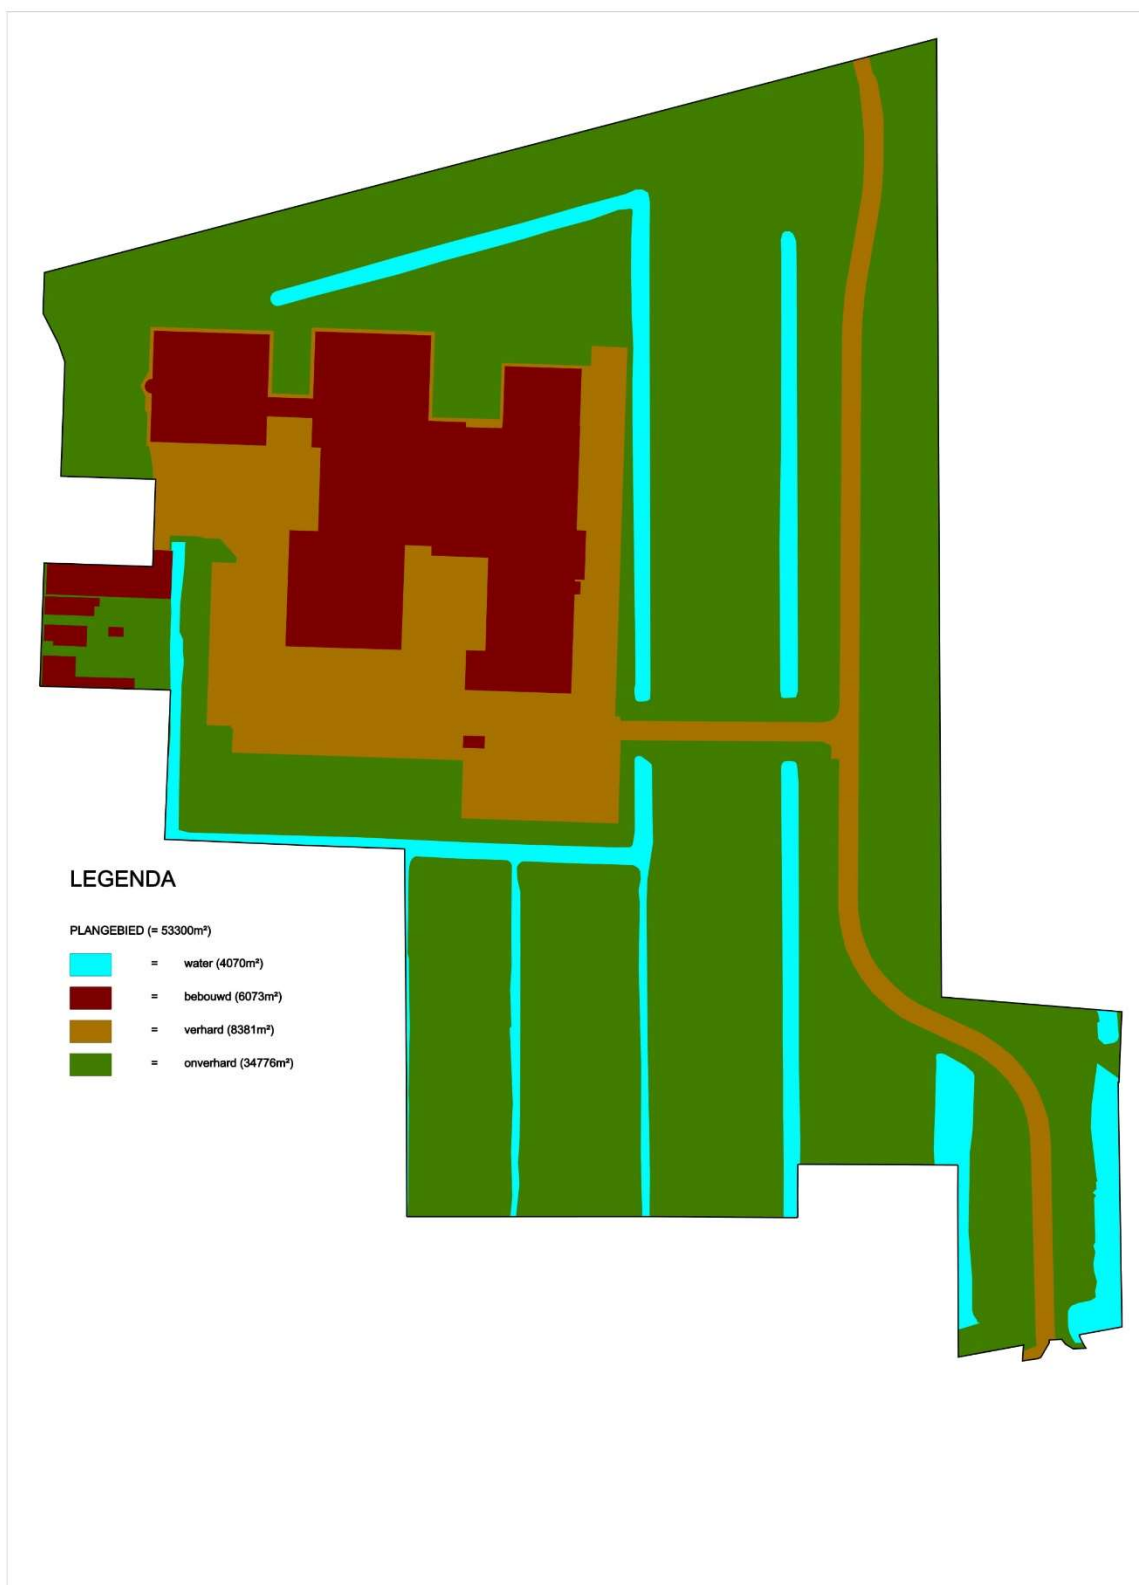 LEGENDA
PLANGEBIED (= 53300m²)
= water (4070m²)
= bebouwd (6073m²)
= verhard (8381m²)
= onverhard (34776m²)